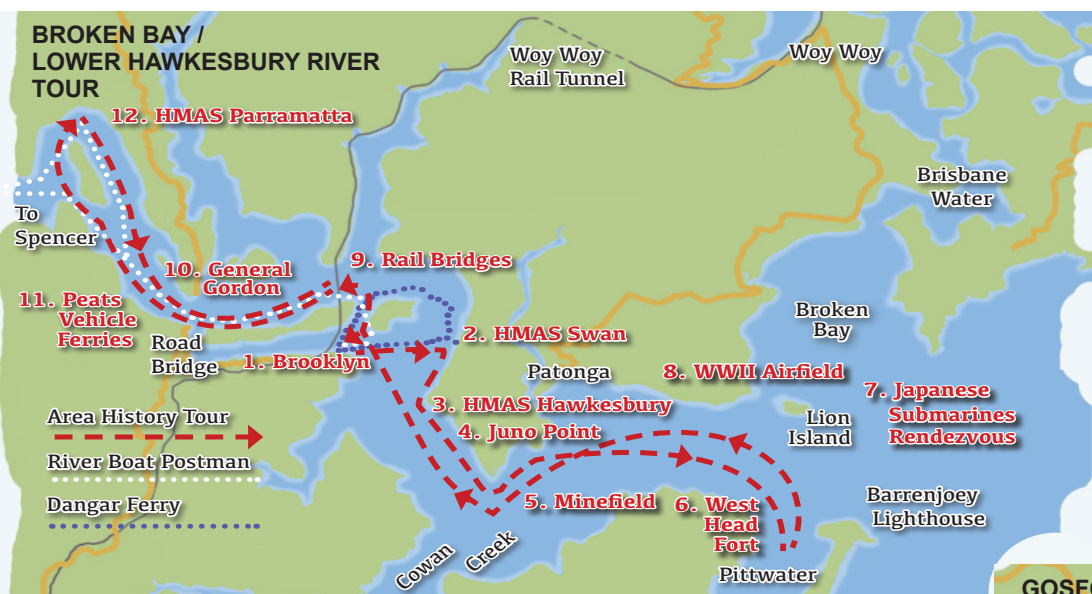 BROKEN BAY /
LOWER HAWKESBURY RIVER
TOUR
Woy Woy
Rail Tunnel
Woy Woy
12. HMAS Parramatta
Brisbane
Water
To
Spencer
9. Rail Bridges
10. General
Gordon
11. Peats
Vehicle
Ferries
Road
Bridge
1. Brooklyn
2. HMAS Swan
Broken
Bay
Patonga
8. WWII Airfield
7. Japanese
Submarines
Rendezvous
3. HMAS Hawkesbury
4. Juno Point
Lion
Island
Area History Tour
River Boat Postman
Dangar Ferry
5. Minefield
6. West
Head
Fort
Barrenjoey
Lighthouse
Cowan
Creek
Pittwater